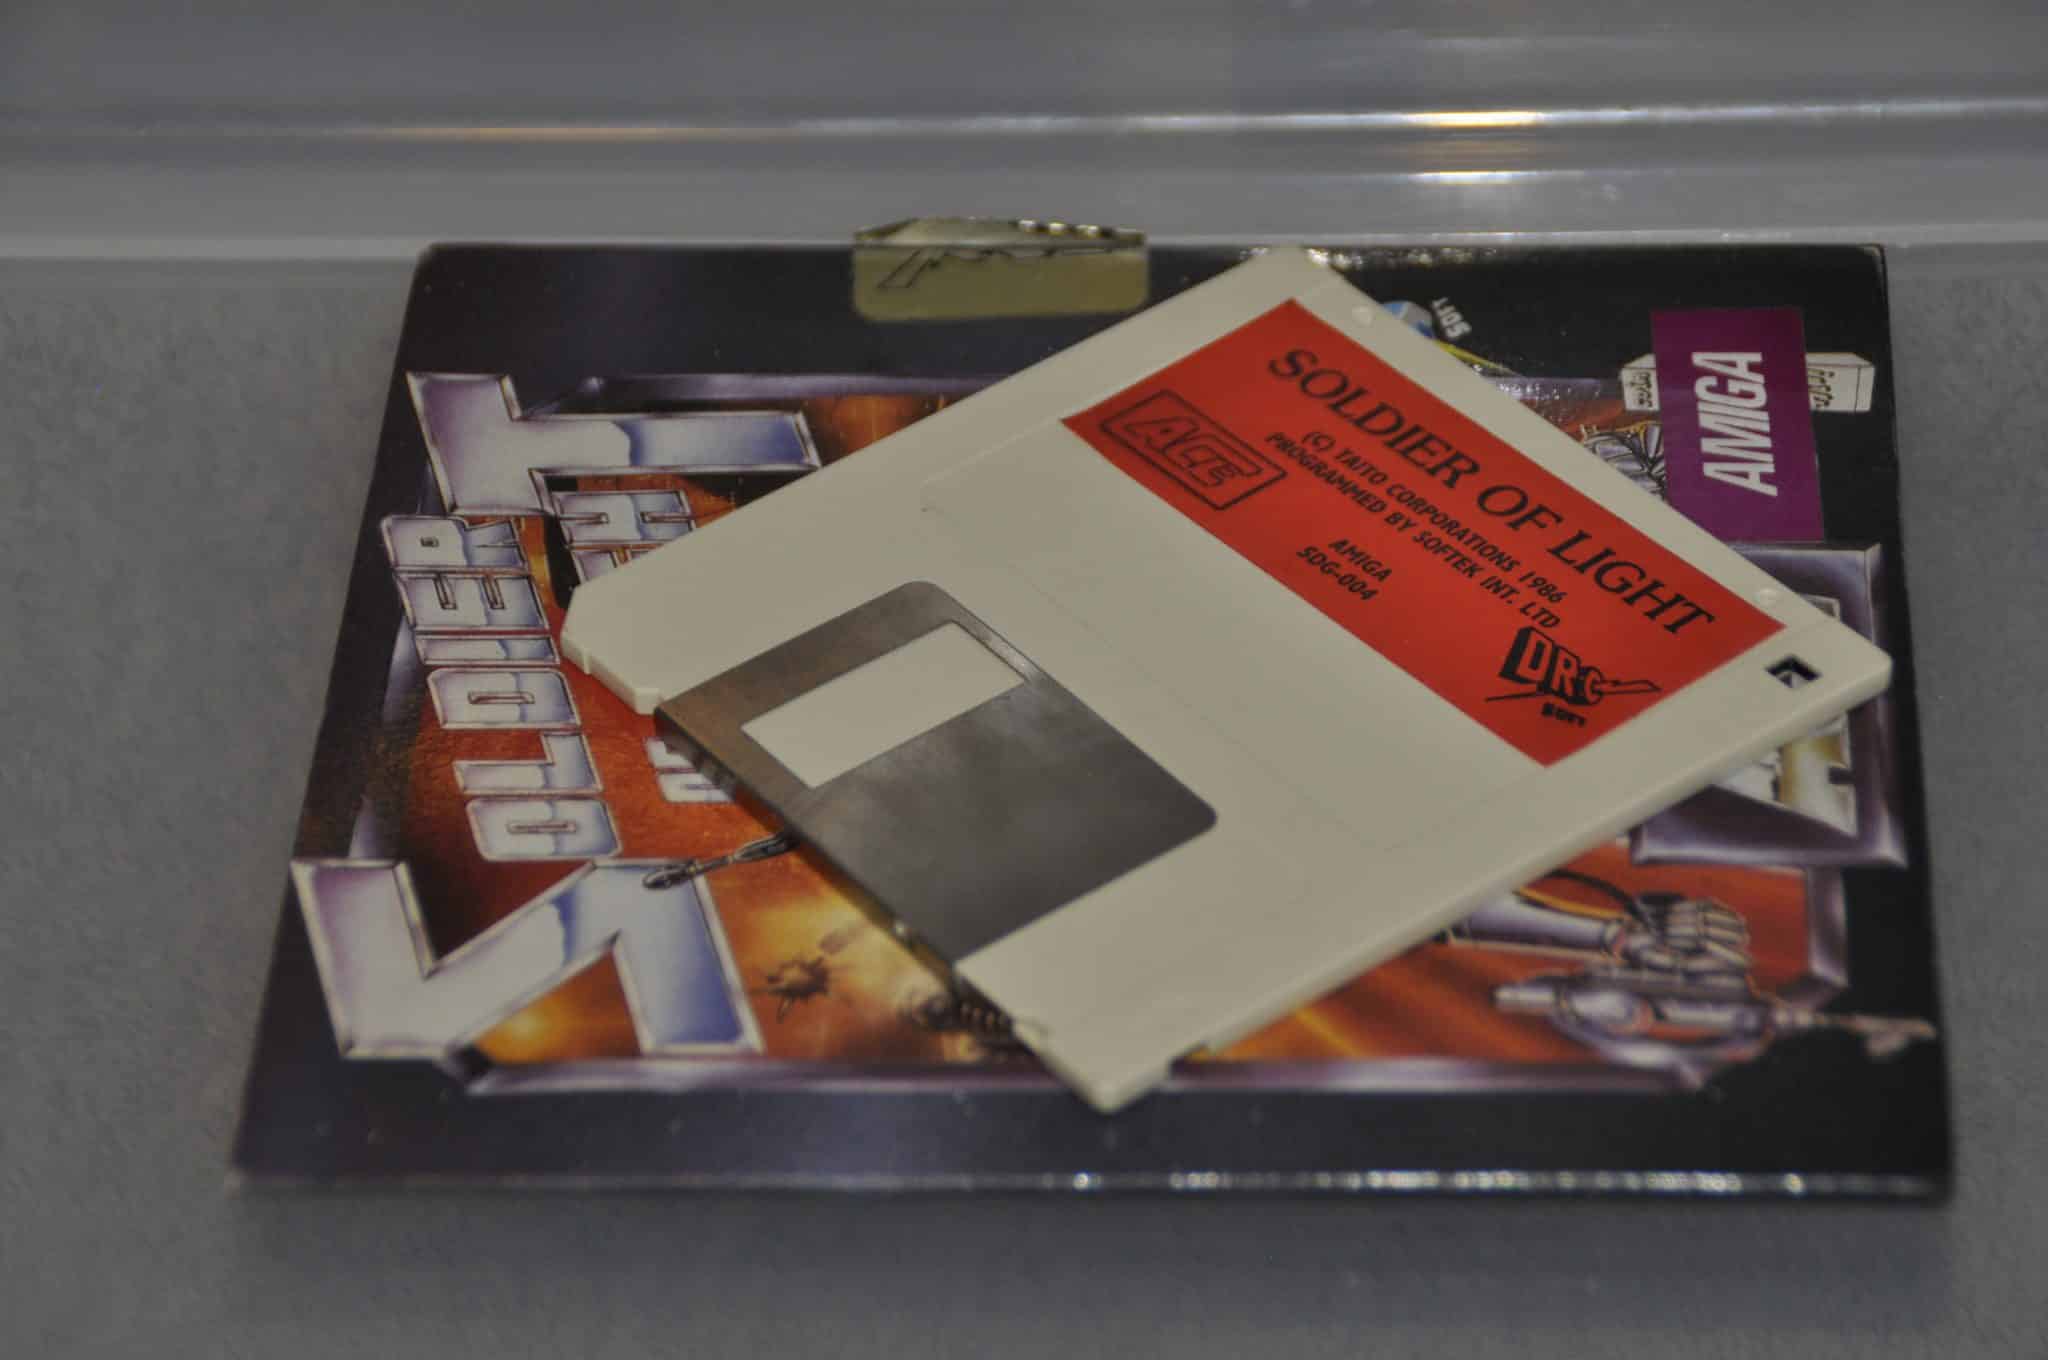 SOLDIER OF LIGHT
ACE
(C) TAITO CORPORATIONS 1986
PROGRAMMED BY SOFTEK INT. LTD
AMIGA
SDG-004
DRO
SOFT
AMIGA
SOLDIER